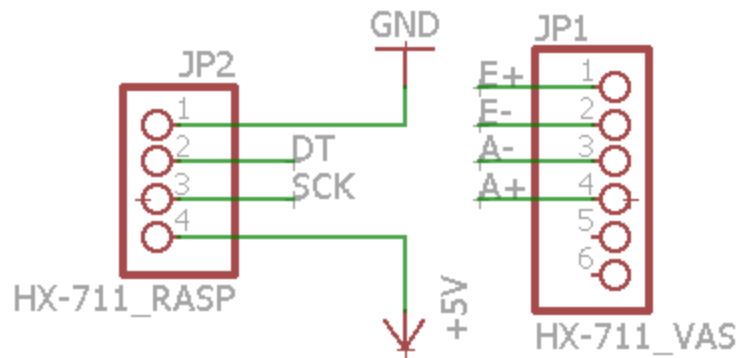 GND
JP1
JP2
1
2
3
4
DT
SCK
HX-711_RASP
+5V
E+
E-
A-
A+
1
2
3
4
5
6
HX-711_VAS